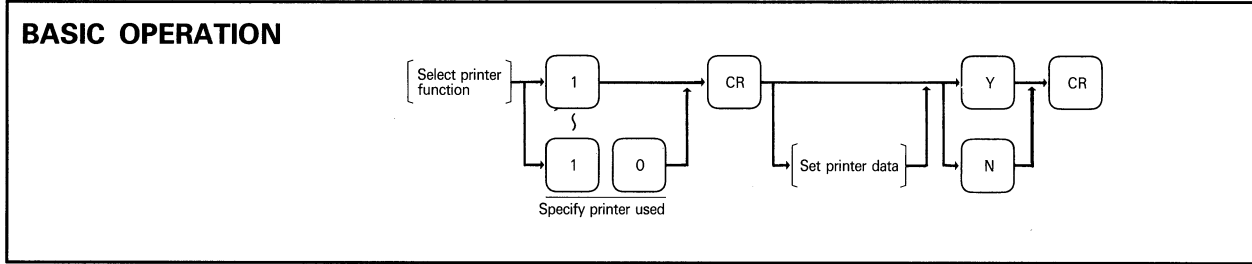 BASIC OPERATION
Select printer
function
1
CR
Y
CR
1
0
Set printer data
N
Specify printer used